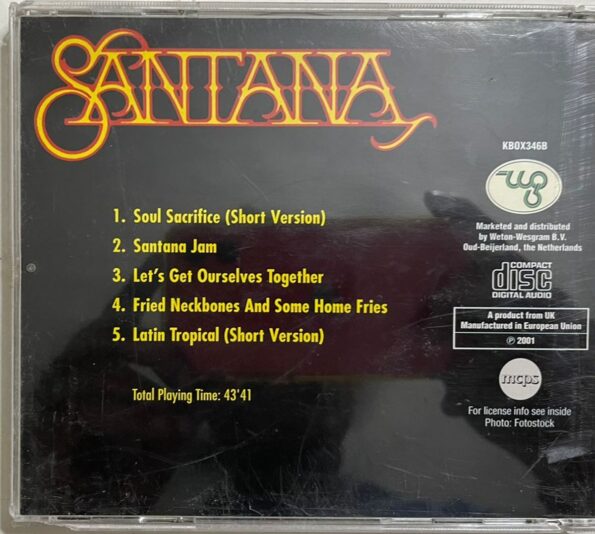 SANTANA
KBOX346B
wg
1. Soul Sacrifice (Short Version)
2. Santana Jam
3. Let's Get Ourselves Together
4. Fried Neckbones And Some Home Fries
5. Latin Tropical (Short Version)
Total Playing Time: 43'41
Marketed and distributed
by Weton-Wesgram B.V.
Oud-Beijerland, the Netherlands
COMPACT
disc
DIGITAL AUDIO
A product from UK
Manufactured in European Union
℗ 2001
mcps
For license info see inside
Photo: Fotostock